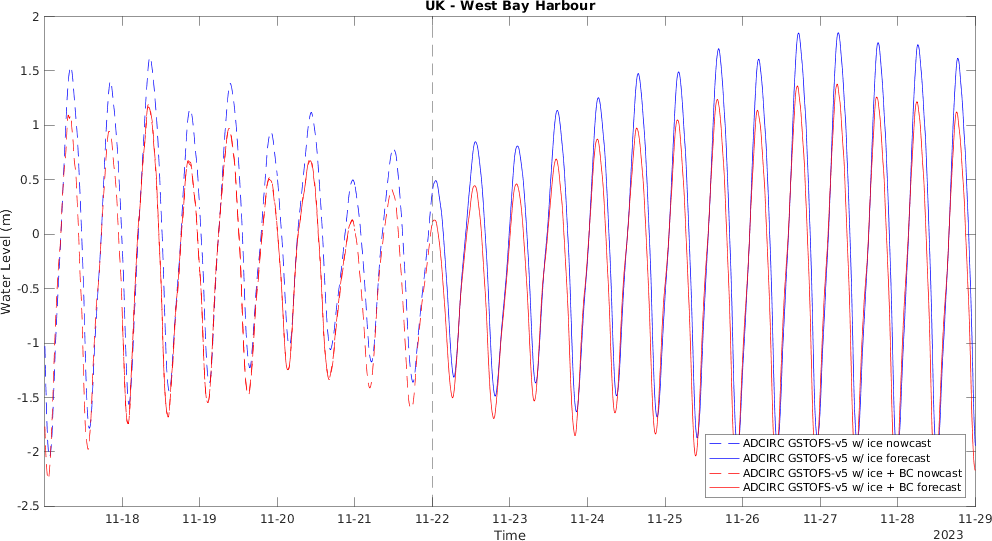 UK - West Bay Harbour
2
1.5
1
0.5
0
-0.5
-1
-1.5
-2
-2.5
Water Level (m)
ADCIRC GSTOFS-v5 w/ ice nowcast
ADCIRC GSTOFS-v5 w/ ice forecast
ADCIRC GSTOFS-v5 w/ ice + BC nowcast
ADCIRC GSTOFS-v5 w/ ice + BC forecast
11-18 11-19 11-20 11-21 11-22 11-23 11-24 11-25 11-26 11-27 11-28 11-29
Time
2023